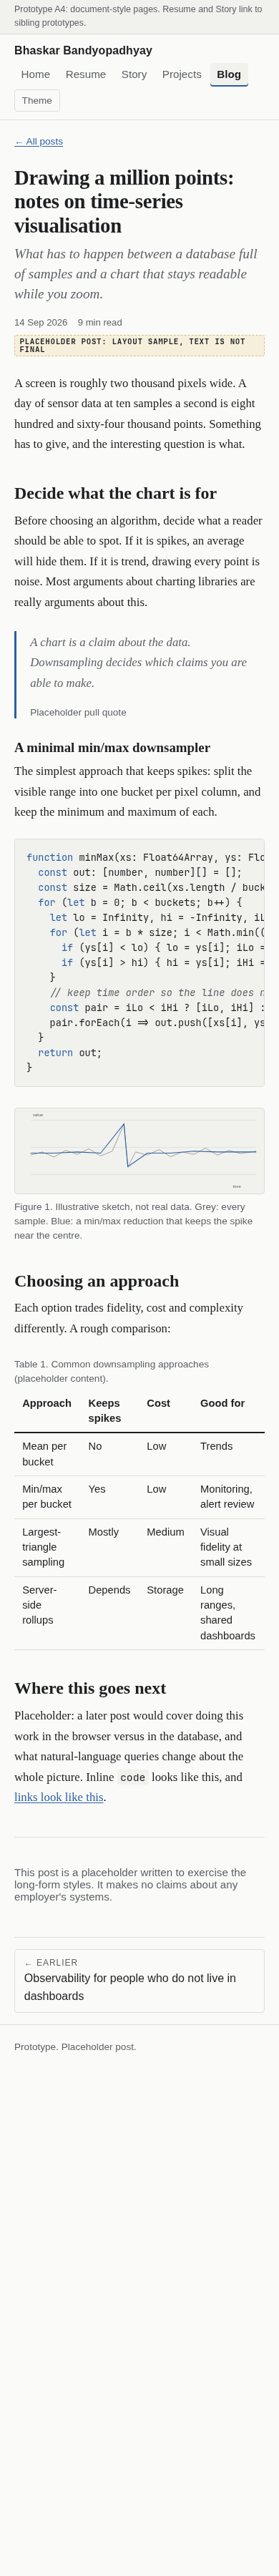 Prototype A4: document-style pages. Resume and Story link to
sibling prototypes.
Bhaskar Bandyopadhyay
Home Resume Story Projects Blog
Theme
← All posts
Drawing a million points:
notes on time-series
visualisation
What has to happen between a database full
of samples and a chart that stays readable
while you zoom.
14 Sep 2026 9 min read
PLACEHOLDER POST: LAYOUT SAMPLE, TEXT IS NOT
FINAL
A screen is roughly two thousand pixels wide. A
day of sensor data at ten samples a second is eight
hundred and sixty-four thousand points. Something
has to give, and the interesting question is what.
Decide what the chart is for
Before choosing an algorithm, decide what a reader
should be able to spot. If it is spikes, an average
will hide them. If it is trend, drawing every point is
noise. Most arguments about charting libraries are
really arguments about this.
A chart is a claim about the data.
Downsampling decides which claims you are
able to make.
Placeholder pull quote
A minimal min/max downsampler
The simplest approach that keeps spikes: split the
visible range into one bucket per pixel column, and
keep the minimum and maximum of each.
function minMax(xs: Float64Array, ys: Flo
const out: [number, number][] = [];
const size = Math.ceil(xs.length / buck
for (let b = 0; b < buckets; b++) {
let lo = Infinity, hi = -Infinity, iL
for (let i = b * size; i < Math.min((
if (ys[i] < lo) { lo = ys[i]; iLo =
if (ys[i] > hi) { hi = ys[i]; iHi =
}
// keep time order so the line does n
const pair = iLo < iHi ? [iLo, iHi] :
pair.forEach(i => out.push([xs[i], ys
}
return out;
}
value
time
Figure 1. Illustrative sketch, not real data. Grey: every
sample. Blue: a min/max reduction that keeps the spike
near the centre.
Choosing an approach
Each option trades fidelity, cost and complexity
differently. A rough comparison:
Table 1. Common downsampling approaches
(placeholder content).
Approach Keeps Cost Good for
spikes
Mean per No Low Trends
bucket
Min/max Yes Low Monitoring,
per bucket alert review
Largest- Mostly Medium Visual
triangle fidelity at
sampling small sizes
Server- Depends Storage Long
side ranges,
rollups shared
dashboards
Where this goes next
Placeholder: a later post would cover doing this
work in the browser versus in the database, and
what natural-language queries change about the
whole picture. Inline code looks like this, and
links look like this.
This post is a placeholder written to exercise the
long-form styles. It makes no claims about any
employer's systems.
← EARLIER
Observability for people who do not live in
dashboards
Prototype. Placeholder post.